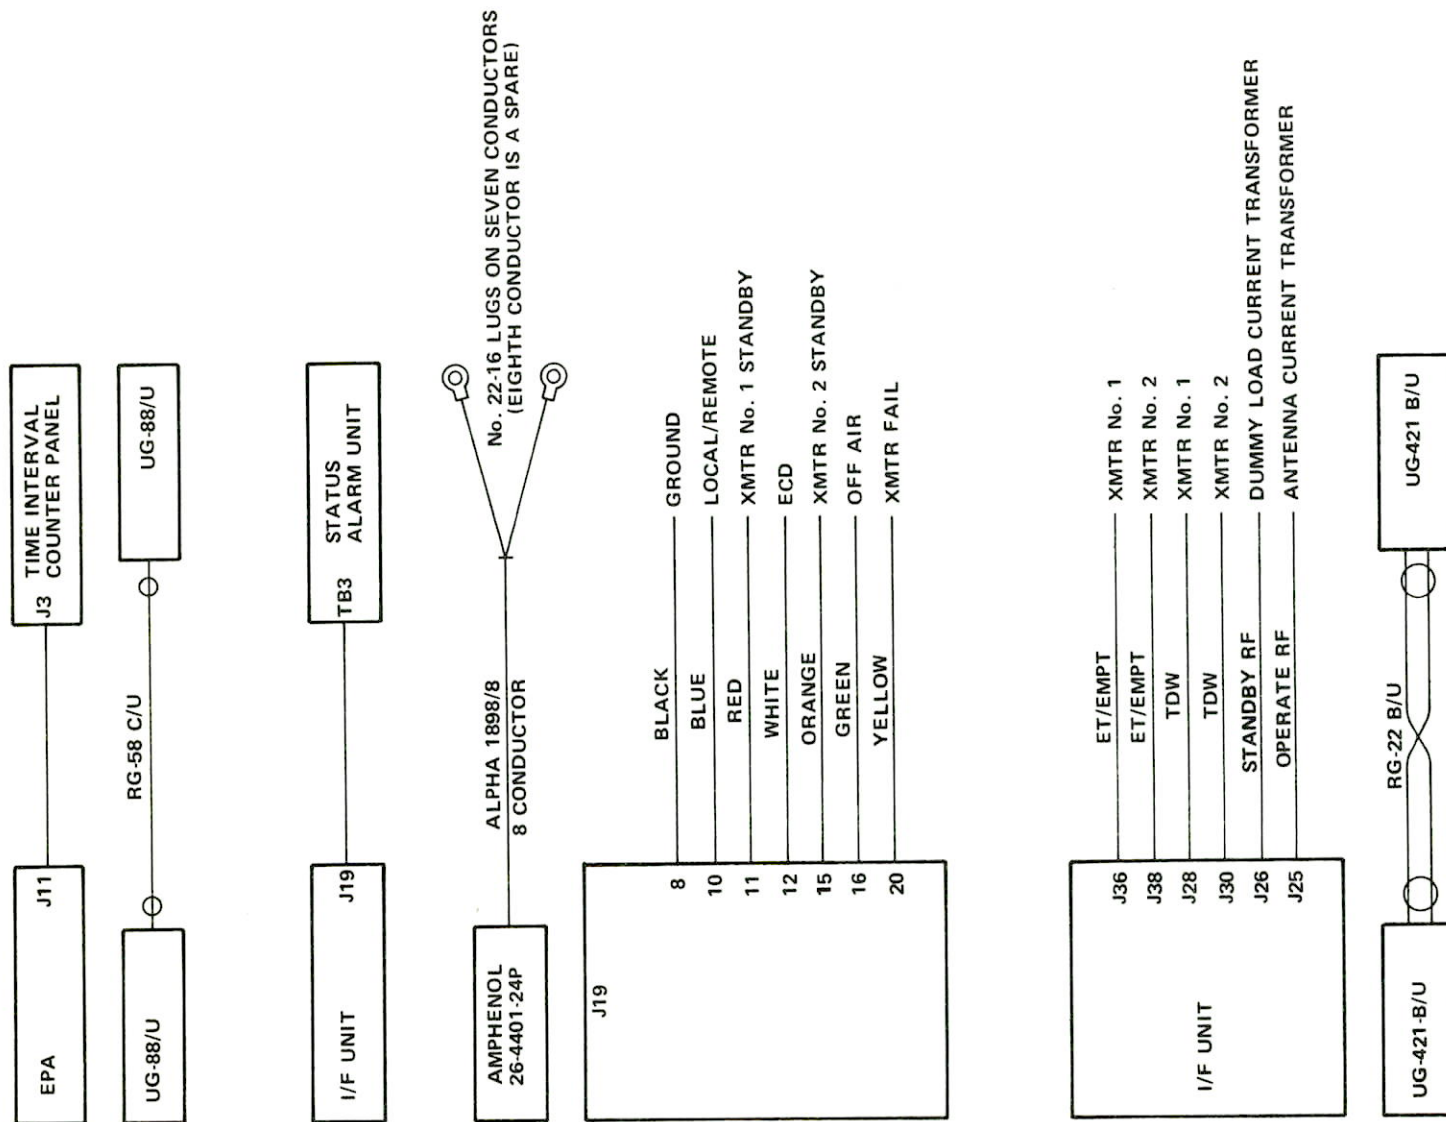 EPA
J11
J3 TIME INTERVAL
COUNTER PANEL
UG-88/U
RG-58 C/U
UG-88/U
I/F UNIT
J19
TB3 STATUS
ALARM UNIT
AMPHENOL
26-4401-24P
ALPHA 1898/8
8 CONDUCTOR
No. 22-16 LUGS ON SEVEN CONDUCTORS
(EIGHTH CONDUCTOR IS A SPARE)
J19
8 BLACK GROUND
10 BLUE LOCAL/REMOTE
11 RED XMTR No. 1 STANDBY
12 WHITE ECD
15 ORANGE XMTR No. 2 STANDBY
16 GREEN OFF AIR
20 YELLOW XMTR FAIL
I/F UNIT
J36 ET/EMPT XMTR No. 1
J38 ET/EMPT XMTR No. 2
J28 TDW XMTR No. 1
J30 TDW XMTR No. 2
J26 STANDBY RF DUMMY LOAD CURRENT TRANSFORMER
J25 OPERATE RF ANTENNA CURRENT TRANSFORMER
UG-421-B/U
RG-22 B/U
UG-421 B/U